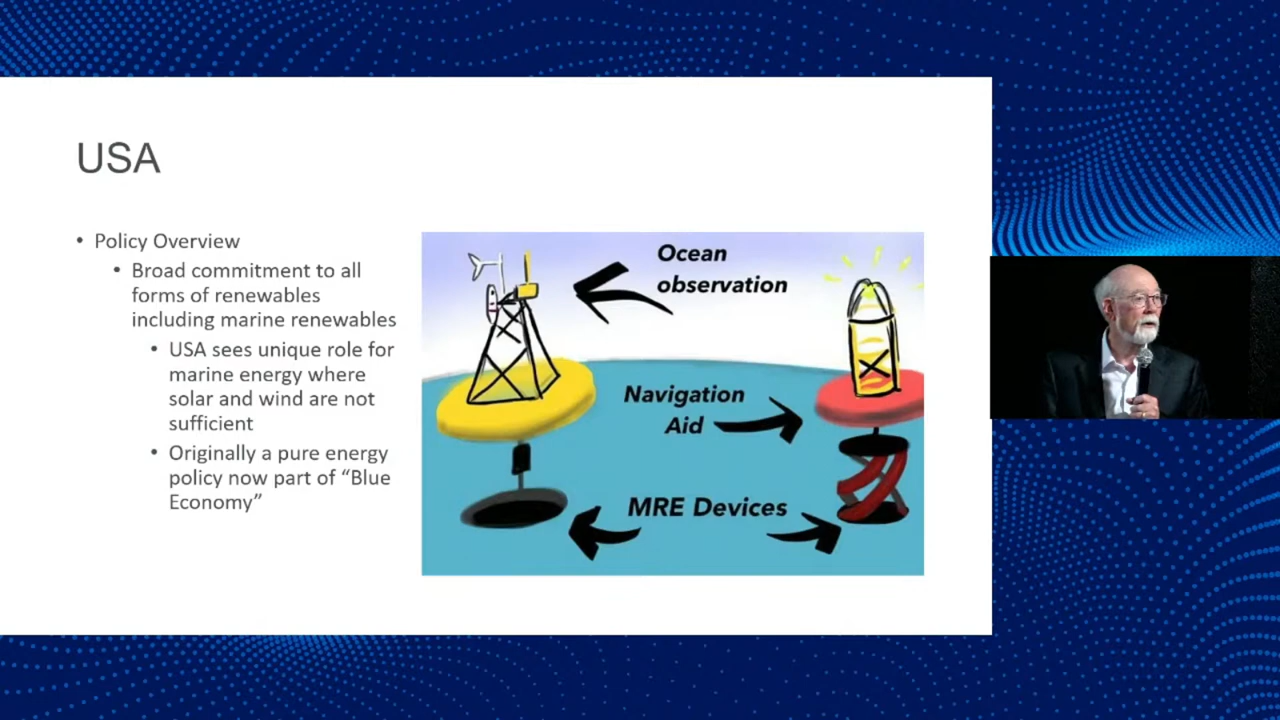 USA
• Policy Overview
• Broad commitment to all
forms of renewables
including marine renewables
• USA sees unique role for
marine energy where
solar and wind are not
sufficient
• Originally a pure energy
policy now part of “Blue
Economy”
Ocean
observation
Navigation
Aid
MRE Devices